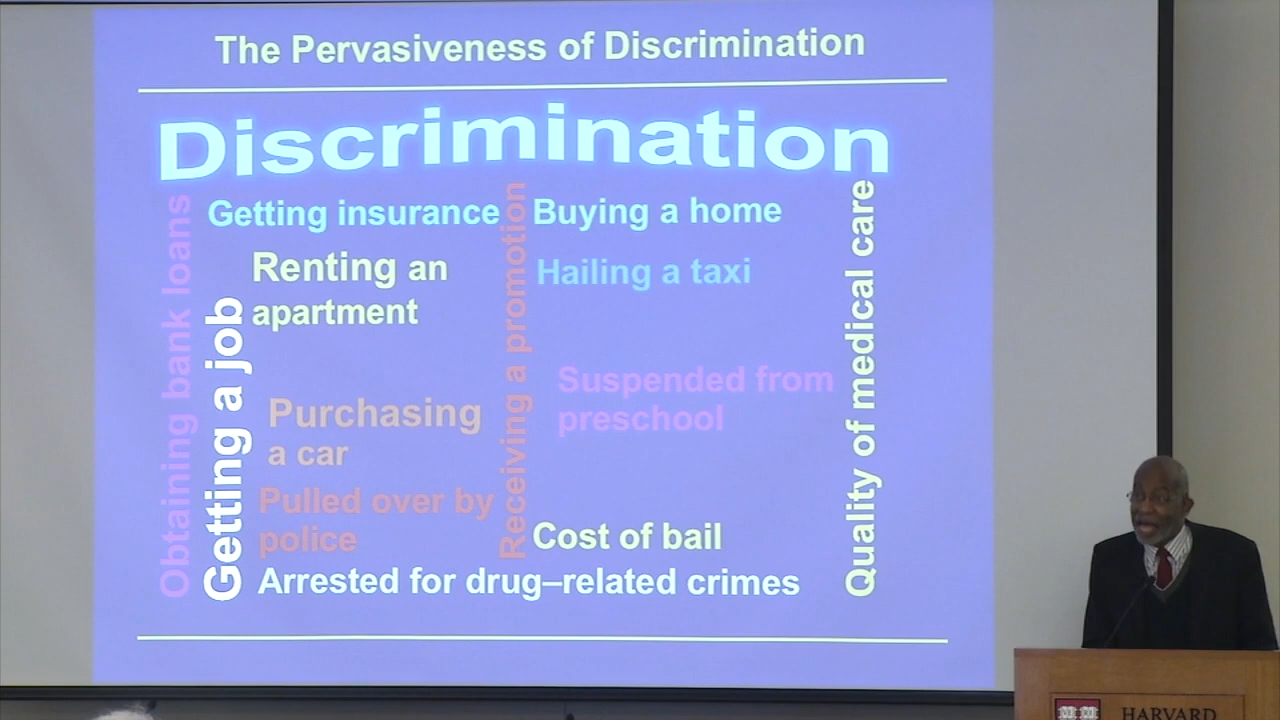 The Pervasiveness of Discrimination
Discrimination
Obtaining bank loans
Getting a job
Getting insurance
Renting an
apartment
Purchasing
a car
Pulled over by
police
Receiving a promotion
Buying a home
Hailing a taxi
Suspended from
preschool
Cost of bail
Arrested for drug–related crimes
Quality of medical care
HARVARD